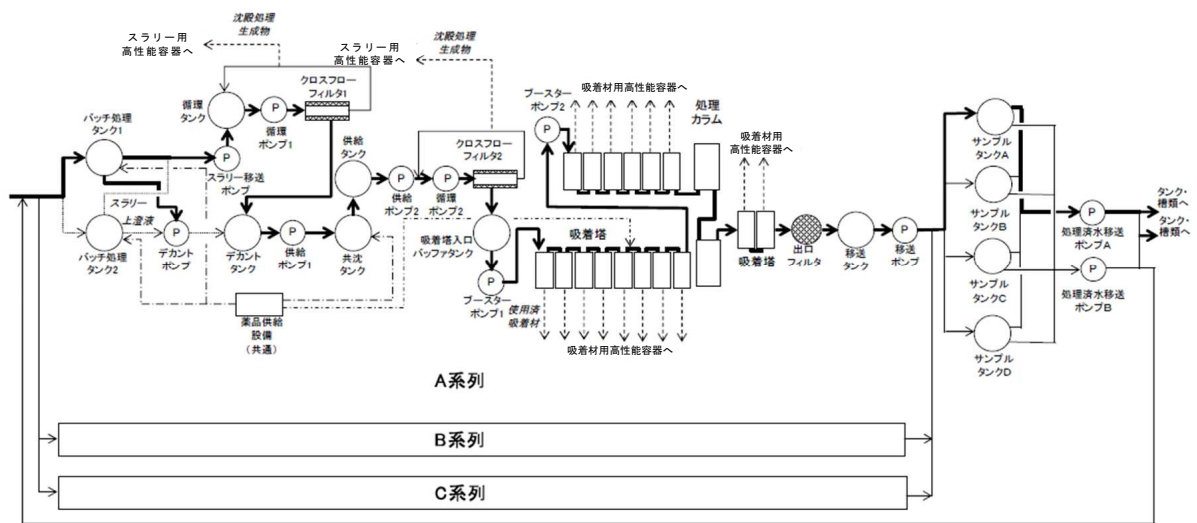 沈殿処理
生成物
スラリー用
高性能容器へ
沈殿処理
生成物
スラリー用
高性能容器へ
循環
タンク
P
循環
ポンプ1
クロスフロー
フィルタ1
バッチ処理
タンク1
P
スラリー移送
ポンプ
供給
タンク
P
供給
ポンプ2
P
循環
ポンプ2
クロスフロー
フィルタ2
スラリー
上澄液
バッチ処理
タンク2
P
デカント
ポンプ
デカント
タンク
P
供給
ポンプ1
共沈
タンク
薬品供給
設備
(共通)
吸着塔入口
バッファタンク
P
ブースター
ポンプ1
ブースター
ポンプ2
P
吸着材用高性能容器へ
処理
カラム
吸着塔
使用済
吸着材
吸着材用高性能容器へ
吸着材用
高性能容器へ
吸着塔
出口
フィルタ
移送
タンク
P
移送
ポンプ
サンプル
タンクA
サンプル
タンクB
サンプル
タンクC
サンプル
タンクD
P
処理済水移送
ポンプA
P
処理済水移送
ポンプB
タンク・
槽類へ
タンク・
槽類へ
A系列
B系列
C系列